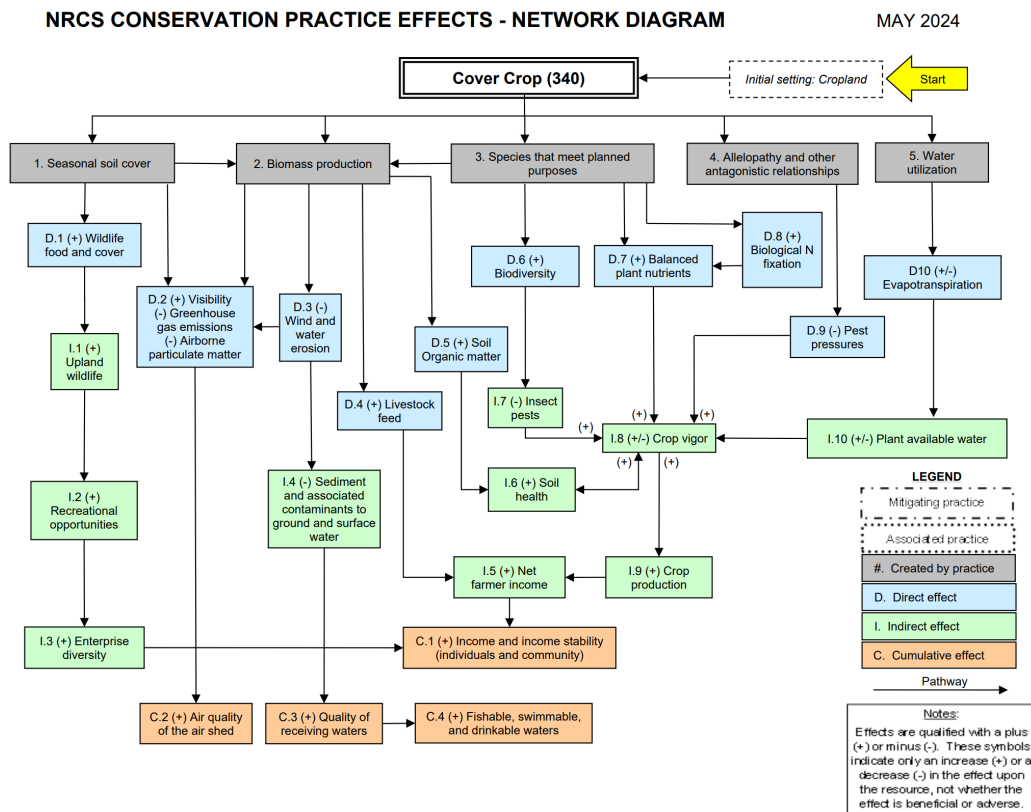 NRCS CONSERVATION PRACTICE EFFECTS - NETWORK DIAGRAM
MAY 2024
Cover Crop (340)
Initial setting: Cropland
Start
1. Seasonal soil cover
2. Biomass production
3. Species that meet planned
purposes
4. Allelopathy and other
antagonistic relationships
5. Water
utilization
D.1 (+) Wildlife
food and cover
D.6 (+)
Biodiversity
D.7 (+) Balanced
plant nutrients
D.8 (+)
Biological N
fixation
D10 (+/-)
Evapotranspiration
D.2 (+) Visibility
(-) Greenhouse
gas emissions
(-) Airborne
particulate matter
D.3 (-)
Wind and
water
erosion
D.5 (+) Soil
Organic matter
D.9 (-) Pest
pressures
I.1 (+)
Upland
wildlife
D.4 (+) Livestock
feed
I.7 (-) Insect
pests
(+)
(+)
(+)
I.8 (+/-) Crop vigor
(+)
(+)
I.10 (+/-) Plant available water
I.2 (+)
Recreational
opportunities
I.4 (-) Sediment
and associated
contaminants to
ground and surface
water
I.6 (+) Soil
health
I.5 (+) Net
farmer income
I.9 (+) Crop
production
I.3 (+) Enterprise
diversity
C.1 (+) Income and income stability
(individuals and community)
C.2 (+) Air quality
of the air shed
C.3 (+) Quality of
receiving waters
C.4 (+) Fishable, swimmable,
and drinkable waters
LEGEND
Mitigating practice
Associated practice
#. Created by practice
D. Direct effect
I. Indirect effect
C. Cumulative effect
Pathway
Notes:
Effects are qualified with a plus
(+) or minus (-). These symbols
indicate only an increase (+) or a
decrease (-) in the effect upon
the resource, not whether the
effect is beneficial or adverse.